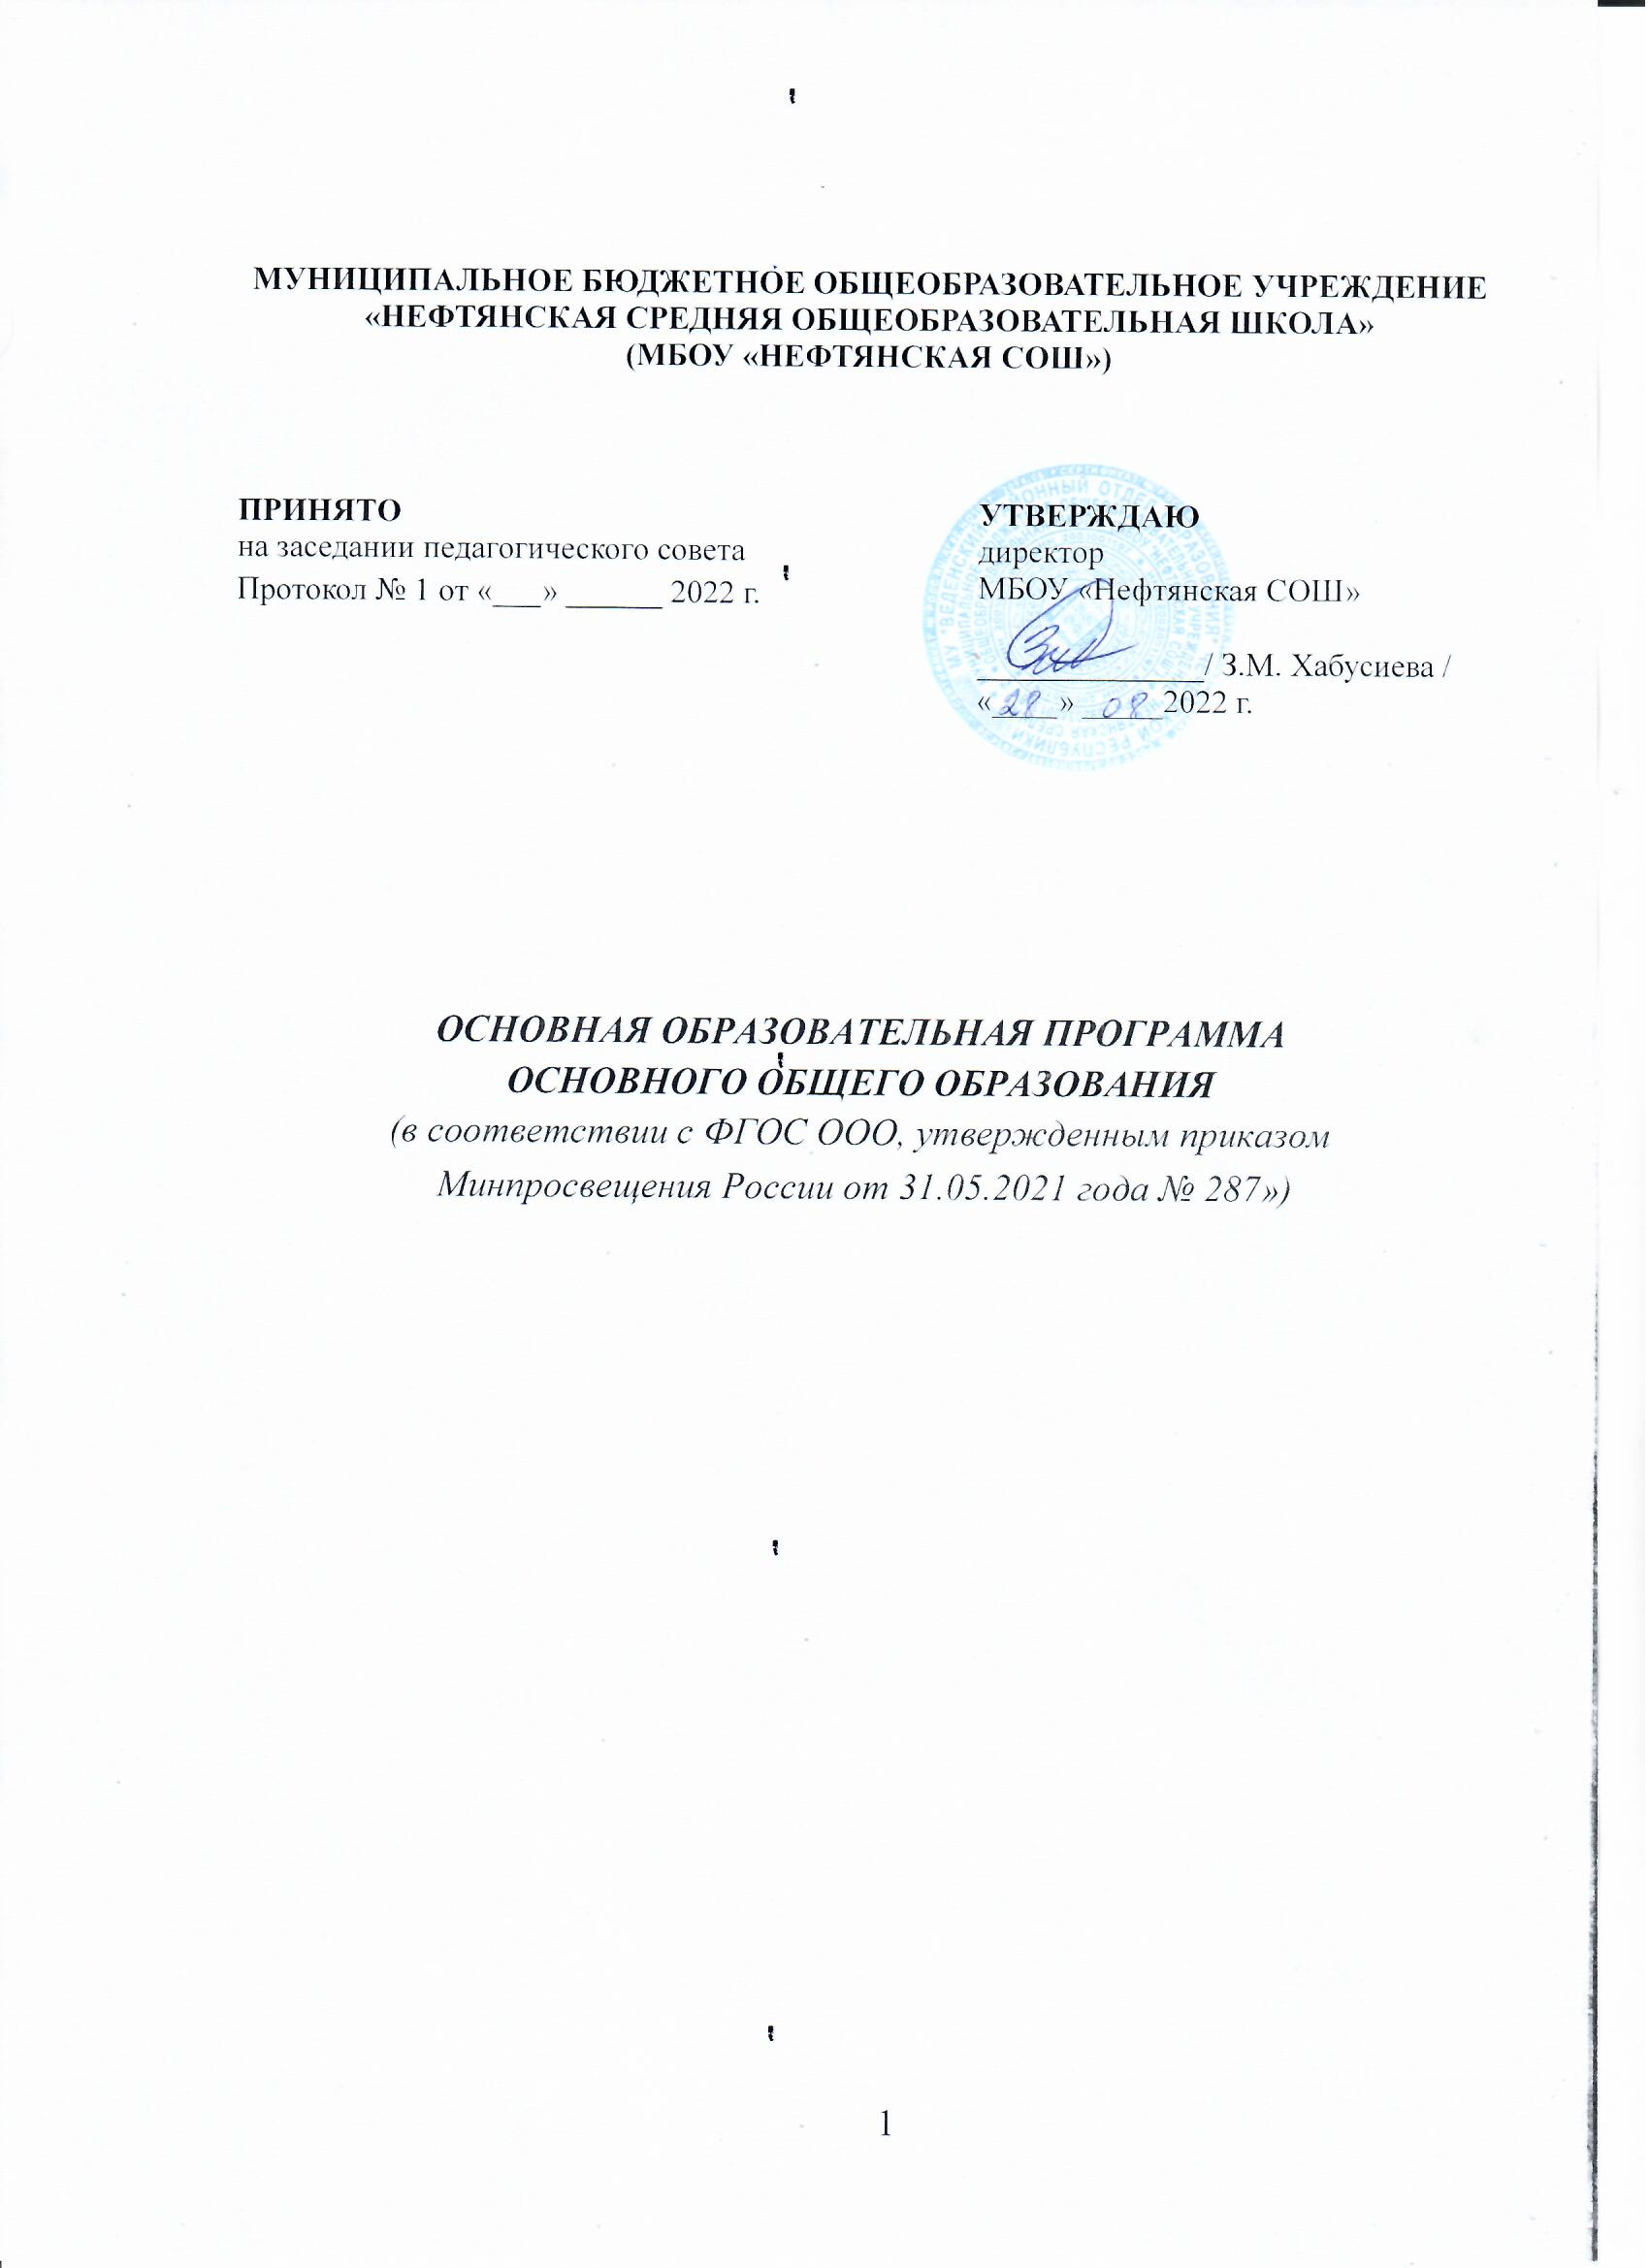 МУНИЦИПАЛЬНОЕ БЮДЖЕТНОЕ ОБЩЕОБРАЗОВАТЕЛЬНОЕ УЧРЕЖДЕНИЕ
«НЕФТЯНСКАЯ СРЕДНЯЯ ОБЩЕОБРАЗОВАТЕЛЬНАЯ ШКОЛА»
(МБОУ «НЕФТЯНСКАЯ СОШ»)
ПРИНЯТО
на заседании педагогического совета
Протокол № 1 от «___» ______ 2022 г.
УТВЕРЖДАЮ
директор
МБОУ «Нефтянская СОШ»
______________/ З.М. Хабусиева /
«28» 08 2022 г.
ОСНОВНАЯ ОБРАЗОВАТЕЛЬНАЯ ПРОГРАММА
ОСНОВНОГО ОБЩЕГО ОБРАЗОВАНИЯ
(в соответствии с ФГОС ООО, утвержденным приказом
Минпросвещения России от 31.05.2021 года № 287»)
1